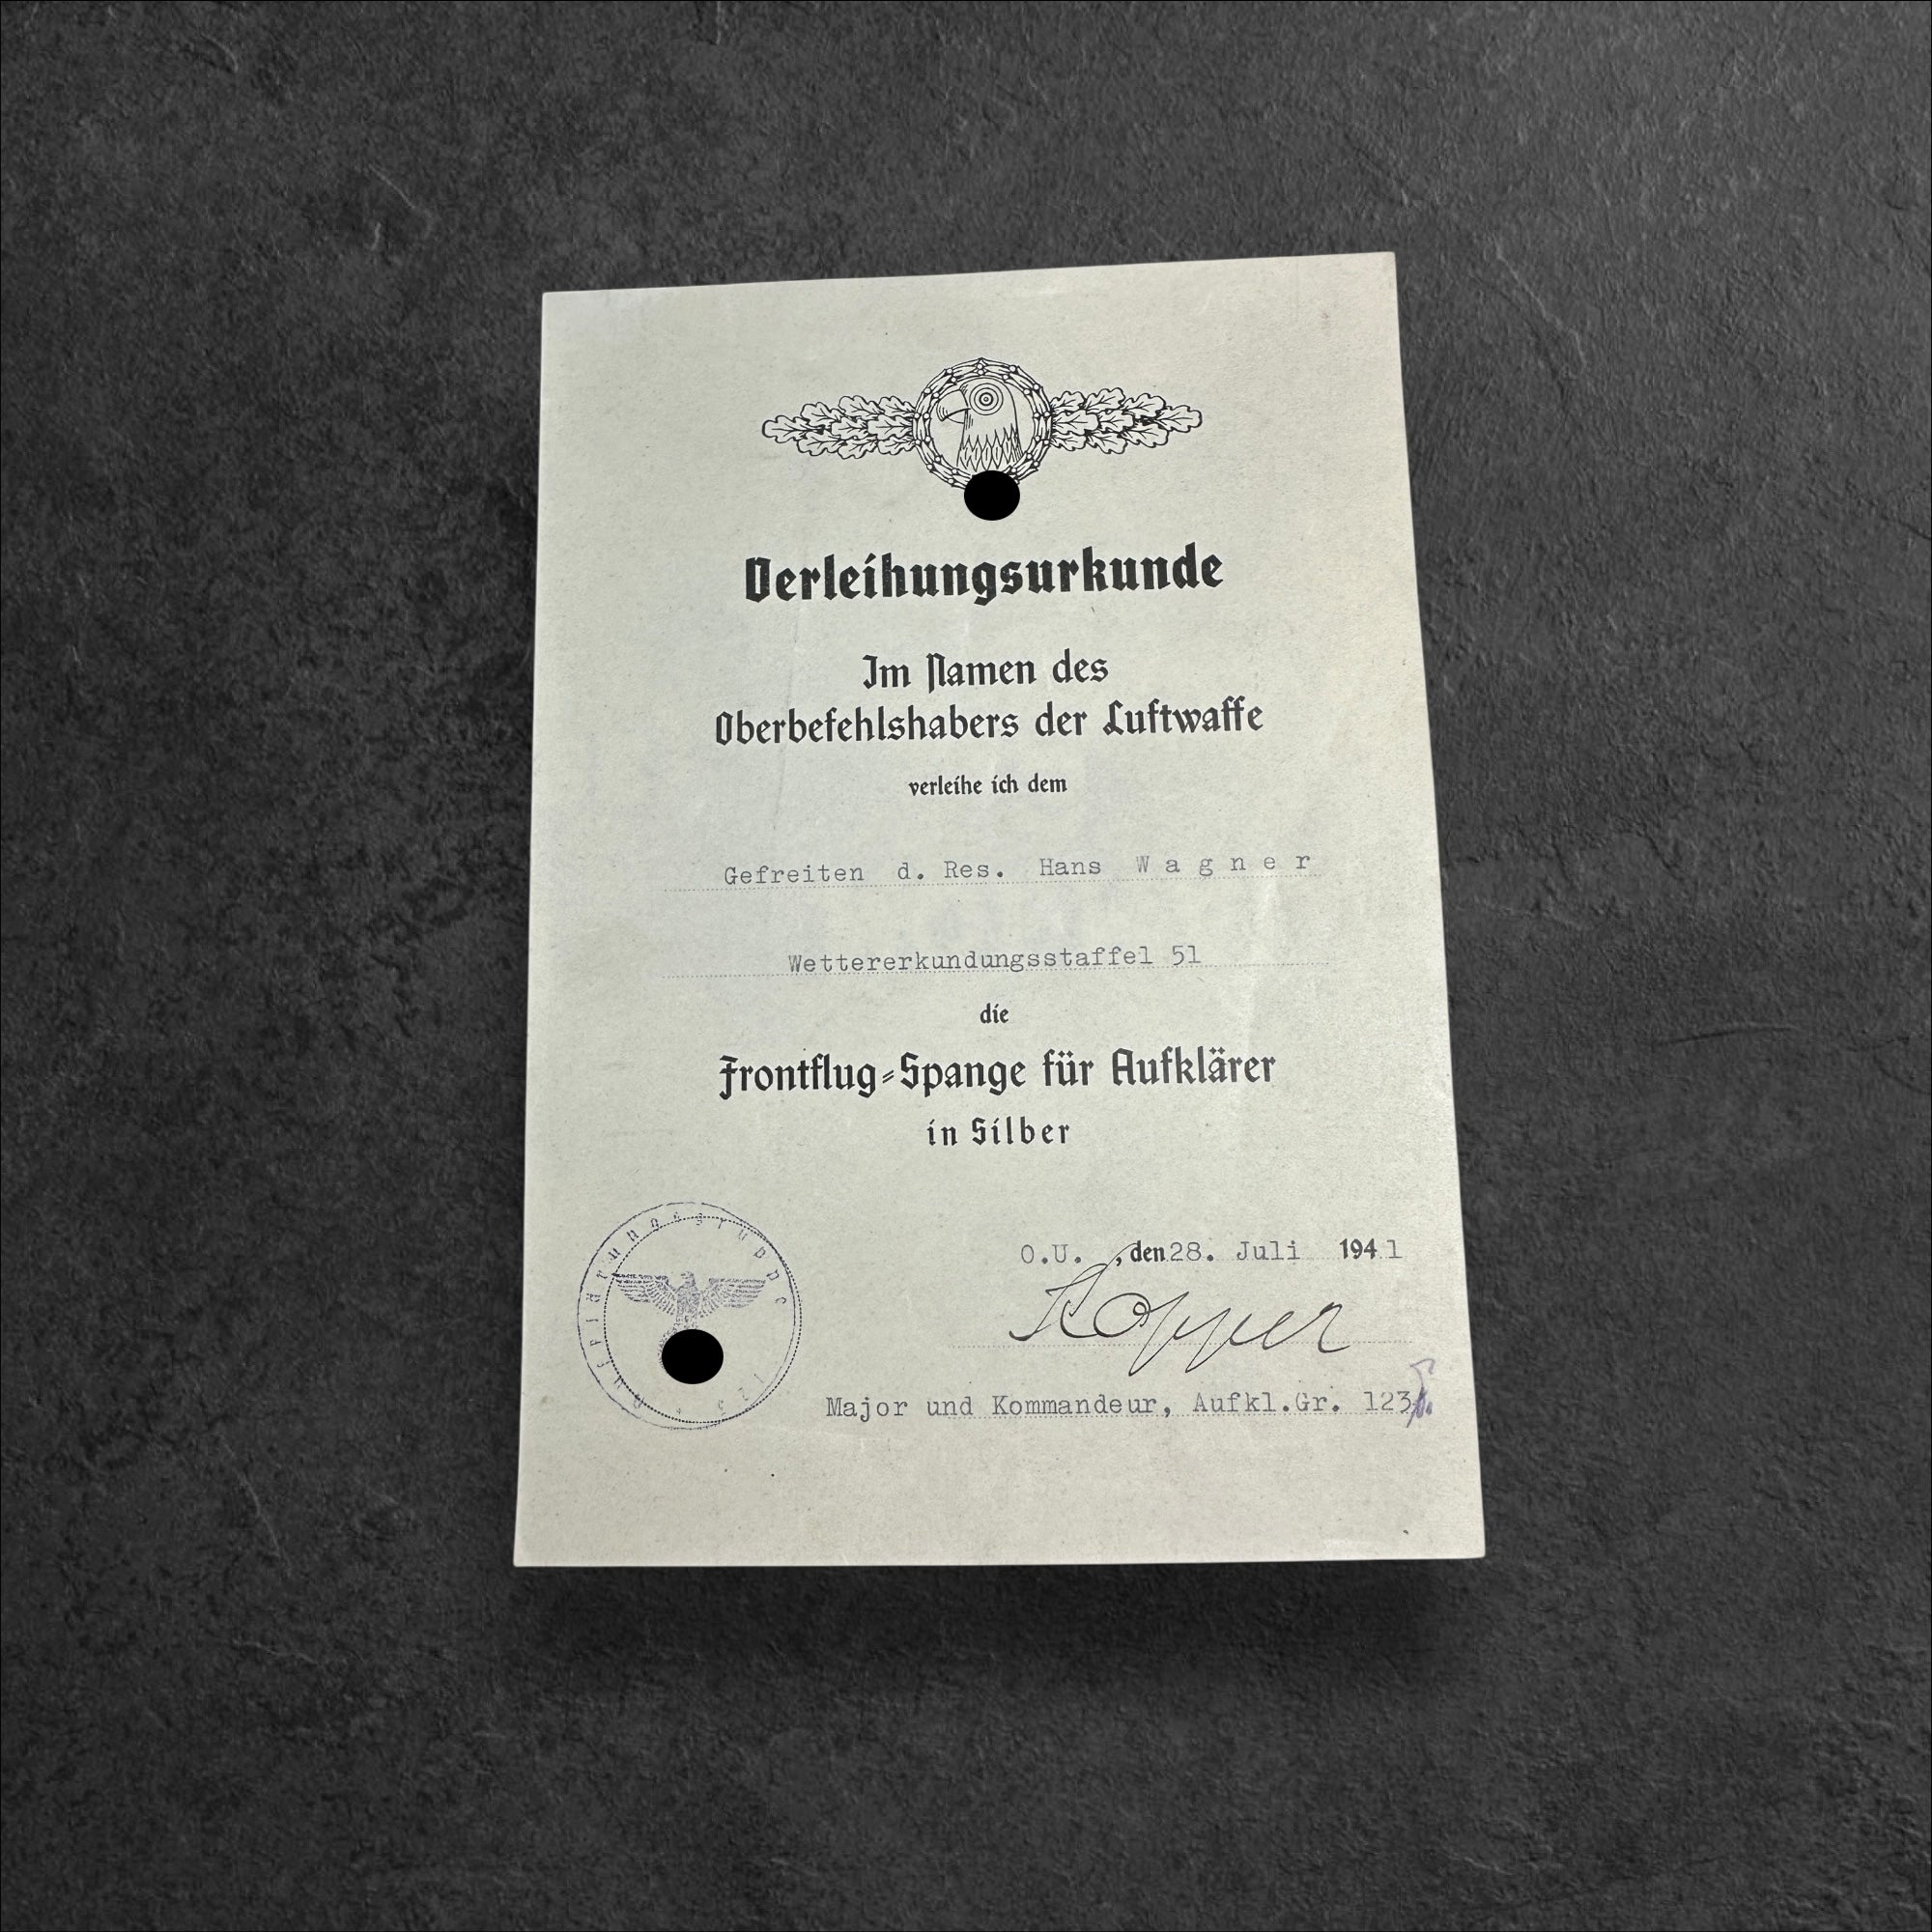 Verleihungsurkunde
Im Namen des
Oberbefehlshabers der Luftwaffe
verleihe ich dem
Gefreiten d. Res. Hans Wagner
Wettererkundungsstaffel 51
die
Frontflug-Spange für Aufklärer
in Silber
O.U. , den 28. Juli 1941
Major und Kommandeur, Aufkl.Gr. 123